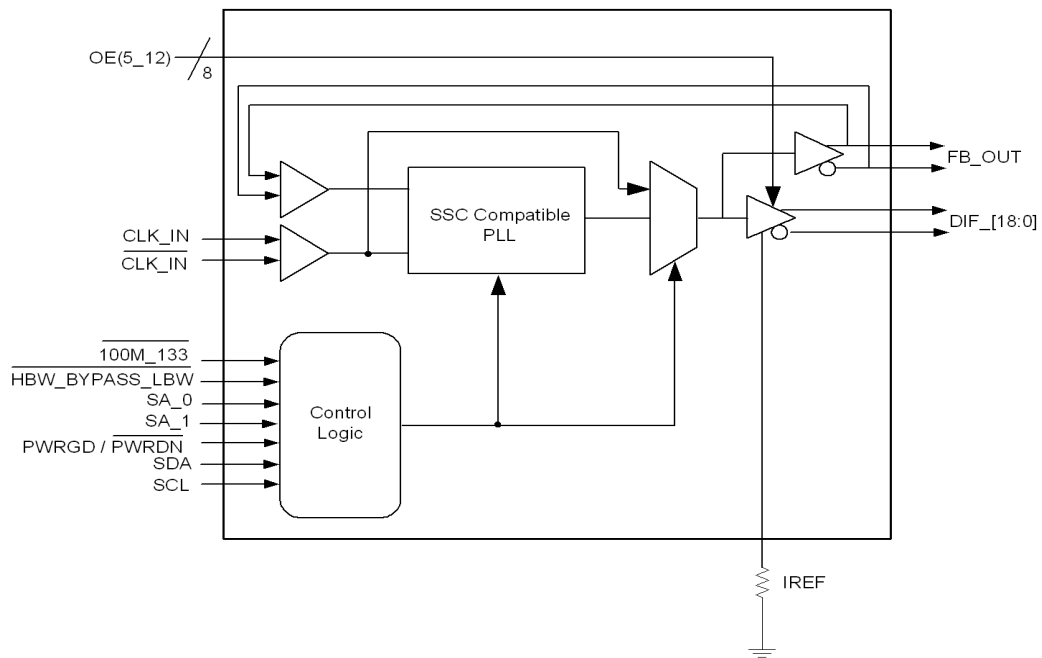 OE(5_12)
8
FB_OUT
SSC Compatible
PLL
DIF_[18:0]
CLK_IN
CLK_IN
100M_133
HBW_BYPASS_LBW
SA_0
SA_1
PWRGD / PWRDN
SDA
SCL
Control
Logic
IREF